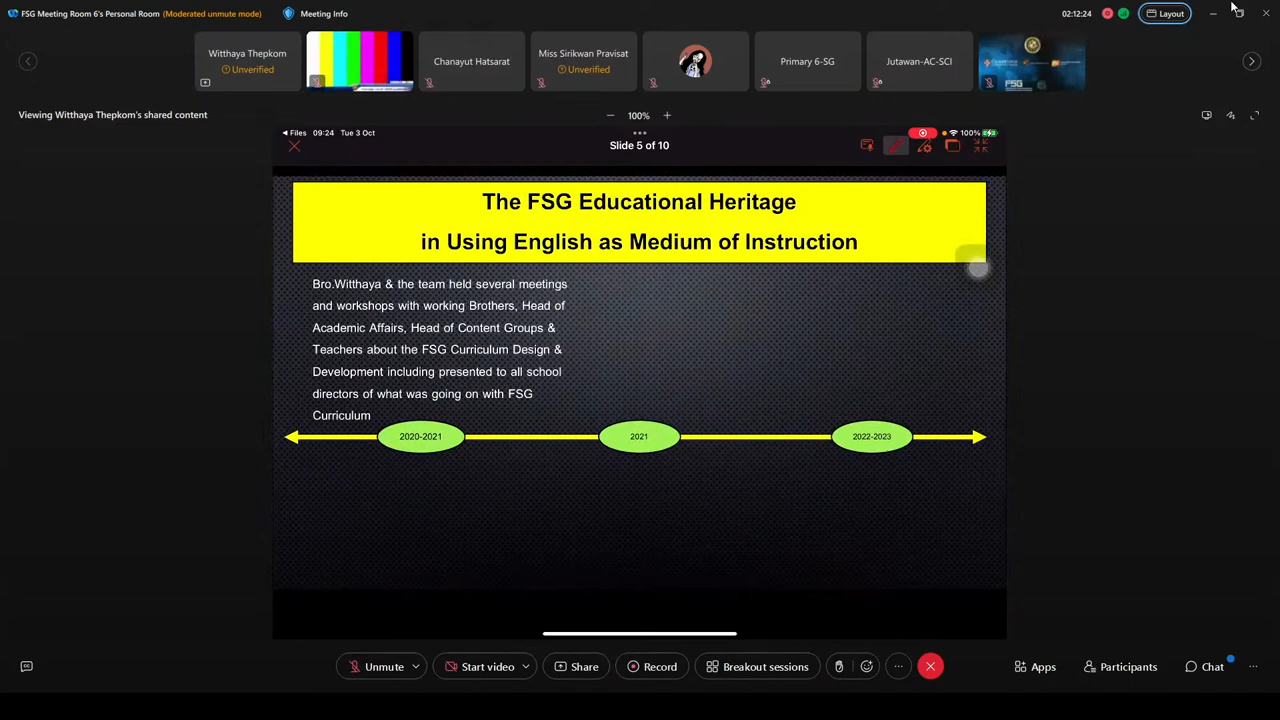 FSG Meeting Room 6's Personal Room (Moderated unmute mode)
Meeting Info
02:12:24
Layout
Witthaya Thepkom
Unverified
Chanayut Hatsarat
Miss Sirikwan Pravisat
Unverified
Primary 6-SG
Jutawan-AC-SCI
FSG
Viewing Witthaya Thepkom's shared content
100%
Files 09:24 Tue 3 Oct
100%
Slide 5 of 10
The FSG Educational Heritage
in Using English as Medium of Instruction
Bro.Witthaya & the team held several meetings
and workshops with working Brothers, Head of
Academic Affairs, Head of Content Groups &
Teachers about the FSG Curriculum Design &
Development including presented to all school
directors of what was going on with FSG
Curriculum
2020-2021
2021
2022-2023
Unmute
Start video
Share
Record
Breakout sessions
Apps
Participants
Chat